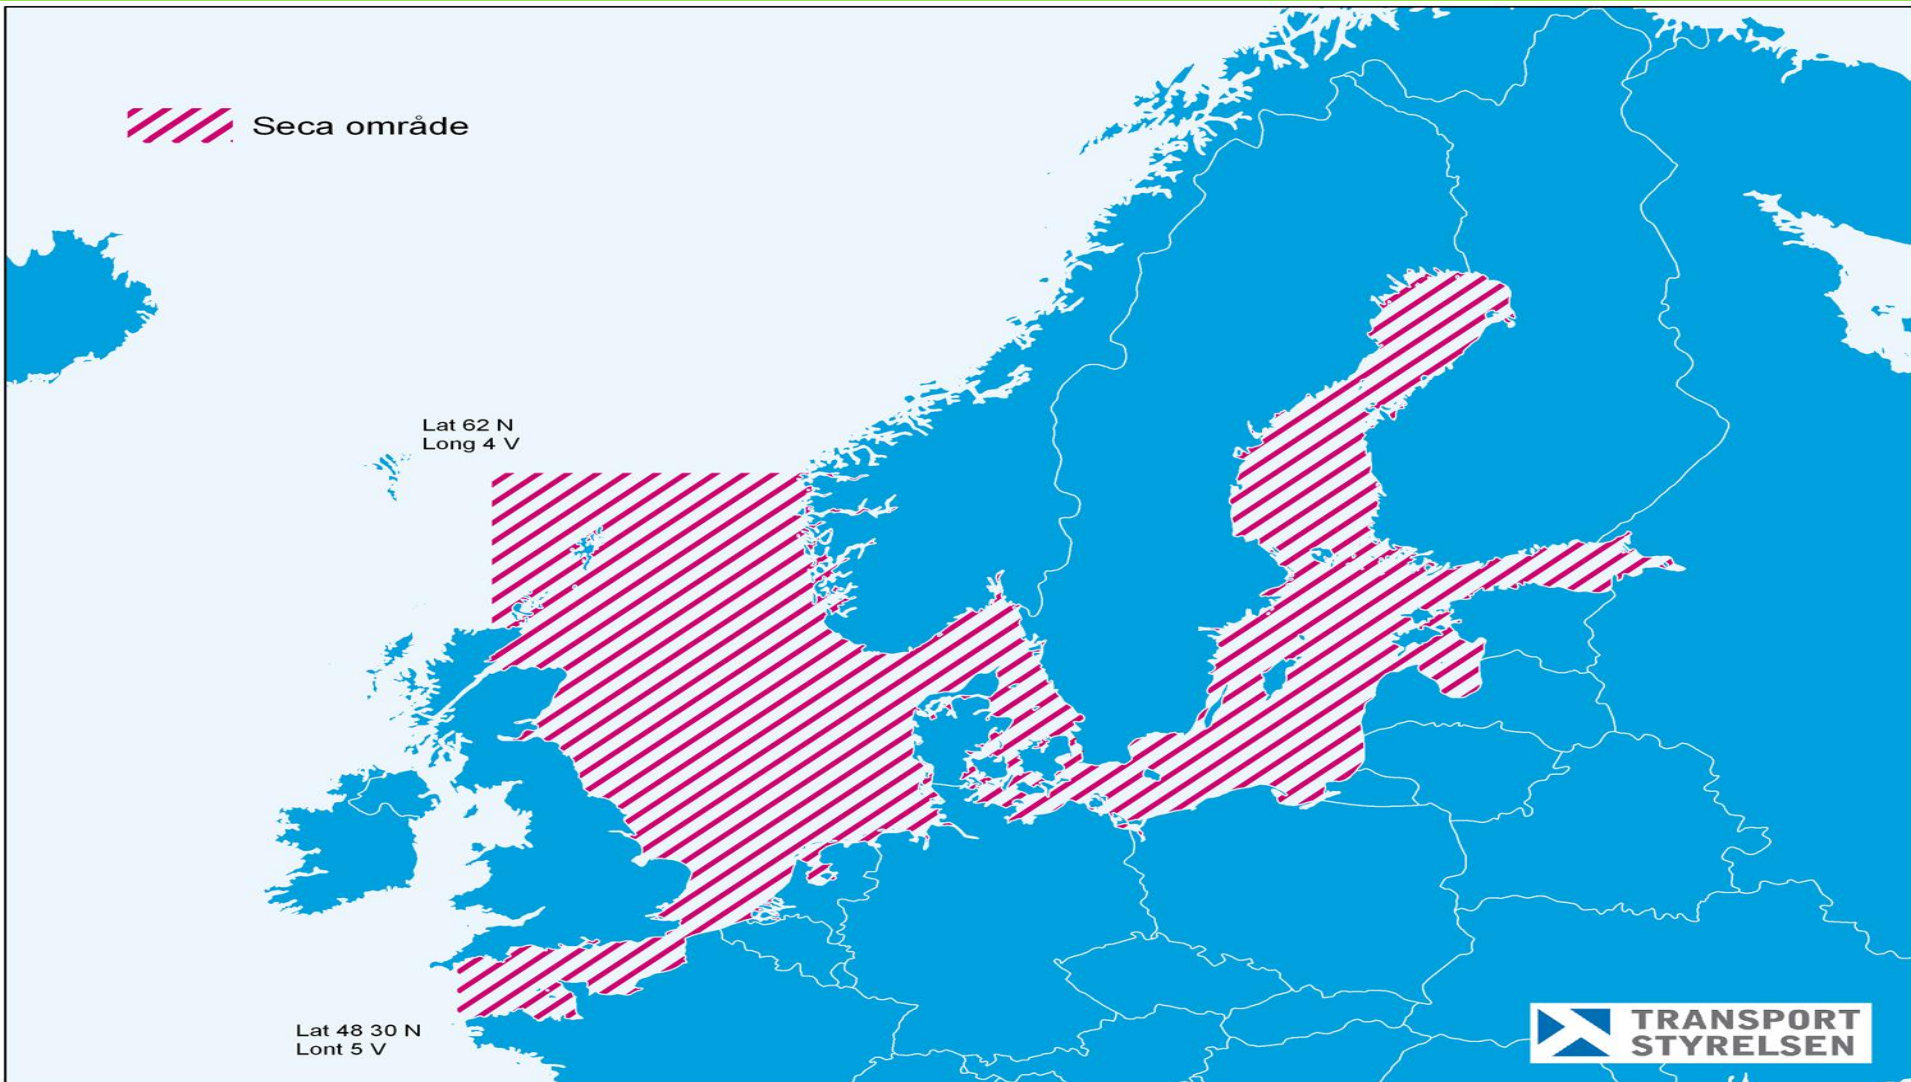 Seca område
Lat 62 N
Long 4 V
Lat 48 30 N
Lont 5 V
TRANSPORT
STYRELSEN